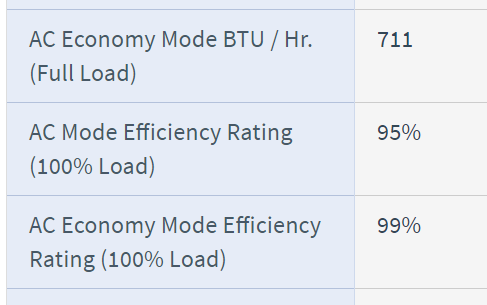 AC Economy Mode BTU / Hr. 711
(Full Load)
AC Mode Efficiency Rating 95%
(100% Load)
AC Economy Mode Efficiency 99%
Rating (100% Load)